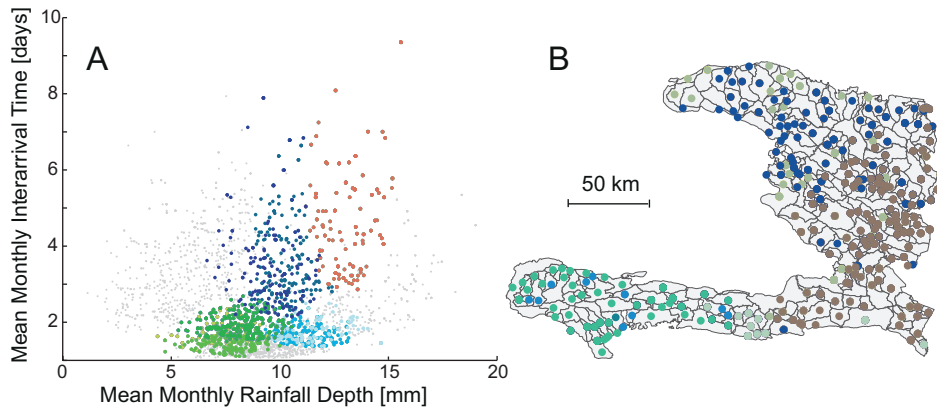 A
B
Mean Monthly Interarrival Time [days]
10
8
6
4
2
0
5
10
15
20
Mean Monthly Rainfall Depth [mm]
50 km